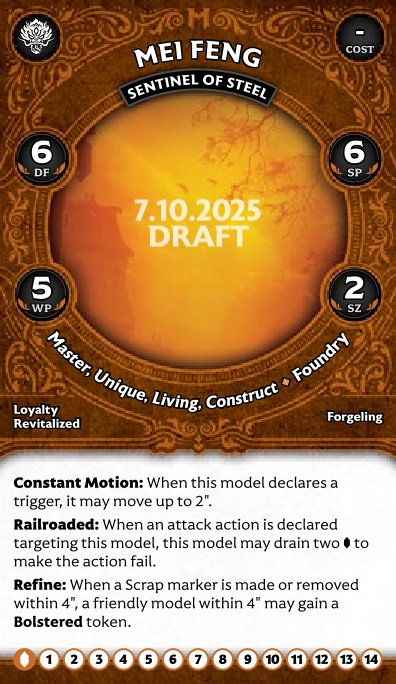 -
COST
MEI FENG
SENTINEL OF STEEL
6
DF
6
SP
7.10.2025
DRAFT
5
WP
2
SZ
Master, Unique, Living, Construct ♦ Foundry
Loyalty
Revitalized
Forgeling
Constant Motion: When this model declares a
trigger, it may move up to 2".
Railroaded: When an attack action is declared
targeting this model, this model may drain two ⬮ to
make the action fail.
Refine: When a Scrap marker is made or removed
within 4", a friendly model within 4" may gain a
Bolstered token.
1 2 3 4 5 6 7 8 9 10 11 12 13 14